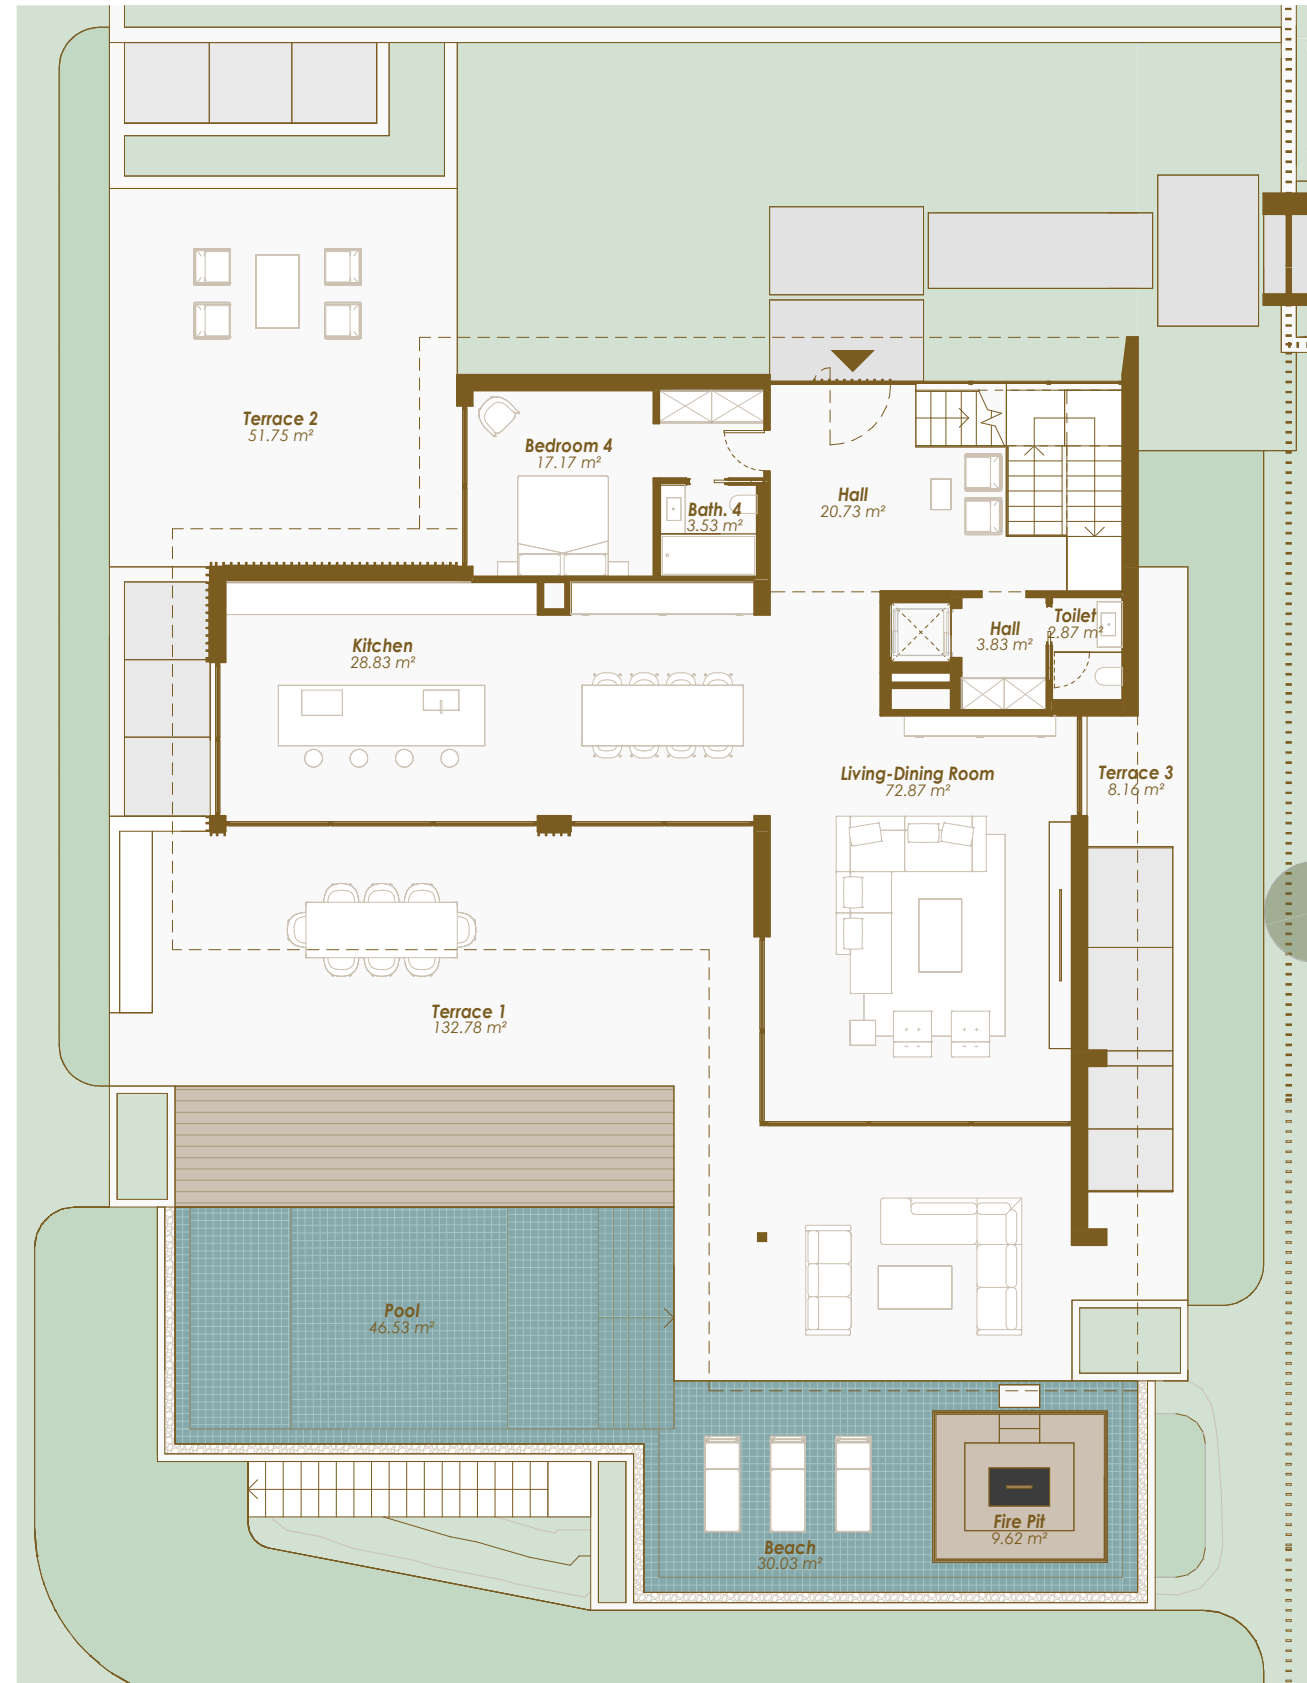 Terrace 2
51.75 m²
Bedroom 4
17.17 m²
Bath. 4
3.53 m²
Hall
20.73 m²
Kitchen
28.83 m²
Hall
3.83 m²
Toilet
2.87 m²
Living-Dining Room
72.87 m²
Terrace 3
8.16 m²
Terrace 1
132.78 m²
Pool
46.53 m²
Fire Pit
9.62 m²
Beach
30.03 m²